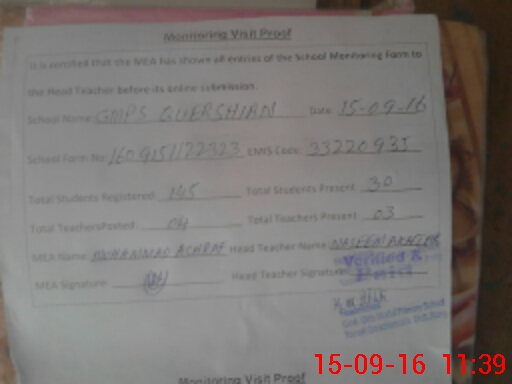 Monitoring Visit Proof
It is certified that the MEA has shown all entries of the School Monitoring Form to
the Head Teacher before its online submission.
School Name: GMPS QUERSHIAN Date: 15-09-16
School Form No: 1609151122323 EMIS Code: 33220935
Total Students Registered: 145 Total Students Present: 30
Total Teachers Posted: 04 Total Teachers Present: 03
MEA Name: MUHAMMAD ASHRAF Head Teacher Name: NASEEM AKHTER
MEA Signature: Head Teacher Signature:
Verified &
Monitoring Visit Proof
15-09-16 11:39